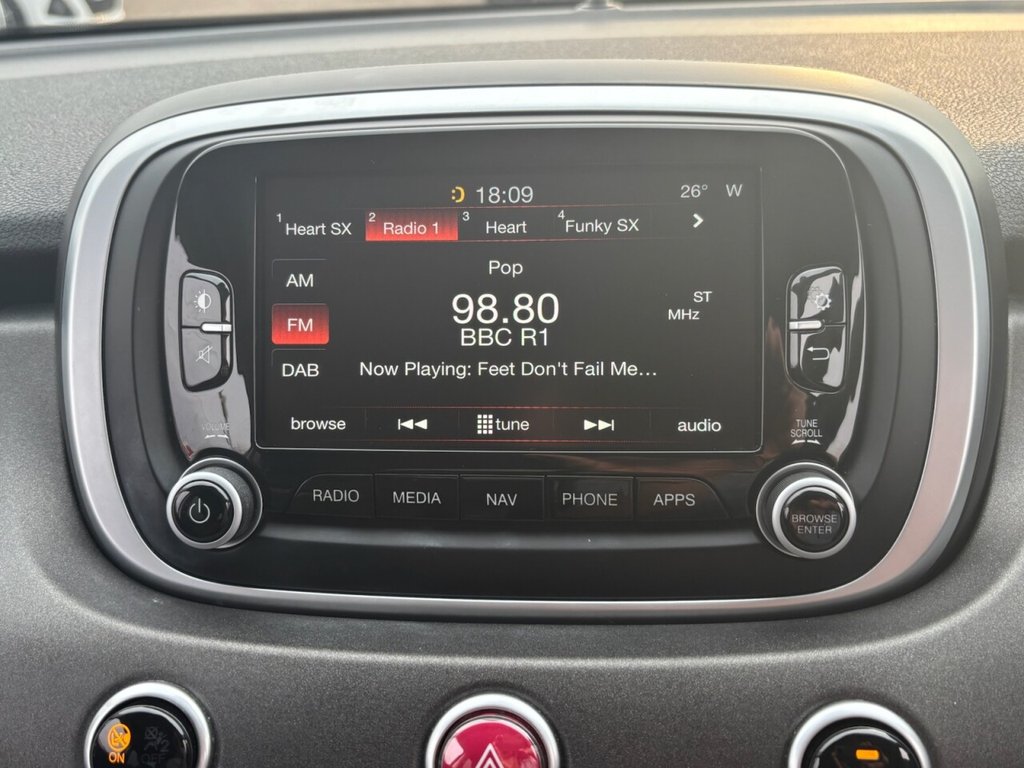 18:09
26° W
1 Heart SX 2 Radio 1 3 Heart 4 Funky SX
Pop
AM
98.80
ST
MHz
FM
BBC R1
DAB
Now Playing: Feet Don't Fail Me...
browse tune audio
VOLUME
TUNE
SCROLL
RADIO MEDIA NAV PHONE APPS
BROWSE
ENTER
ON
OFF